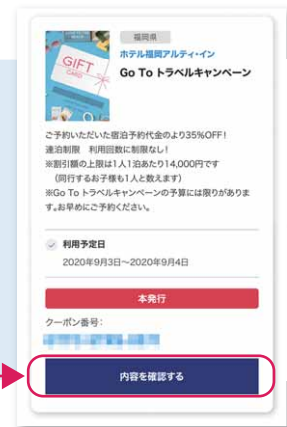 GIFT
CARD
福岡県
ホテル福岡アルティ・イン
Go To トラベルキャンペーン
ご予約いただいた宿泊予約代金より35%OFF!
連泊制限 利用回数に制限なし!
※割引額の上限は1人1泊あたり14,000円です
(同行するお子様も1人と数えます)
※Go To トラベルキャンペーンの予算には限りがありま
す。お早めにご予約ください。
利用予定日
2020年9月3日~2020年9月4日
本発行
クーポン番号:
内容を確認する